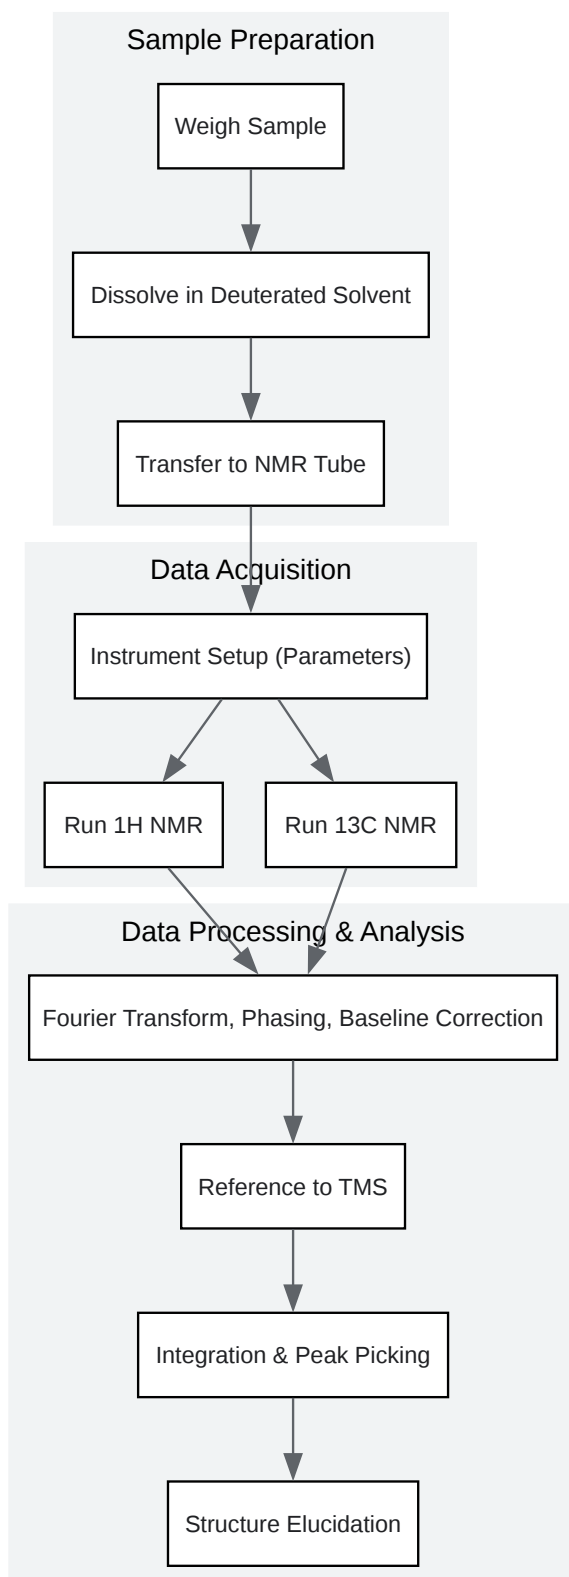 Sample Preparation
Weigh Sample
Dissolve in Deuterated Solvent
Transfer to NMR Tube
Data Acquisition
Instrument Setup (Parameters)
Run 1H NMR
Run 13C NMR
Data Processing & Analysis
Fourier Transform, Phasing, Baseline Correction
Reference to TMS
Integration & Peak Picking
Structure Elucidation